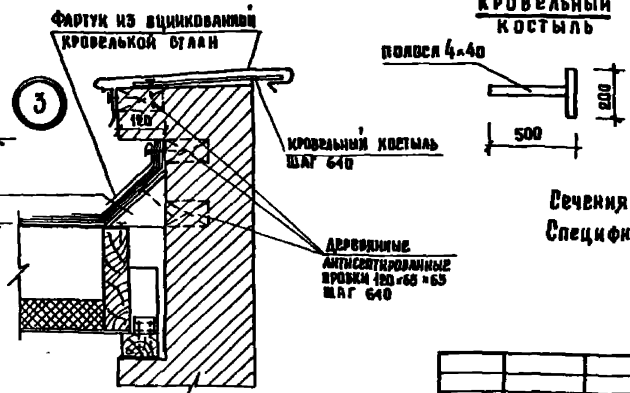 ФАРТУК ИЗ ОЦИНКОВАННОЙ
КРОВЕЛЬНОЙ СТАЛИ
КРОВЕЛЬНЫЙ
КОСТЫЛЬ
ПОЛОСА 4×40
3
120
200
500
КРОВЕЛЬНЫЙ КОСТЫЛЬ
ШАГ 640
Сечения
Специфи
ДЕРЕВЯННЫЕ
АНТИСЕПТИРОВАННЫЕ
ПРОБКИ 120×65×65
ШАГ 640